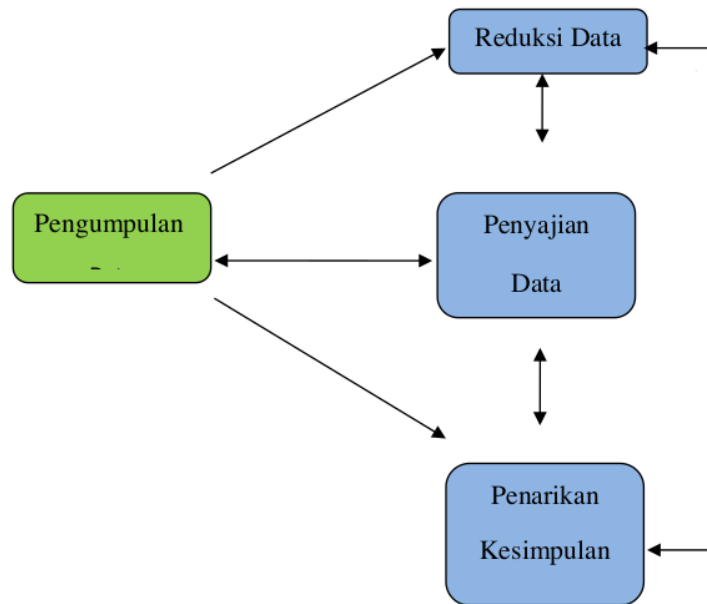 Reduksi Data
Pengumpulan
Penyajian
Data
Penarikan
Kesimpulan